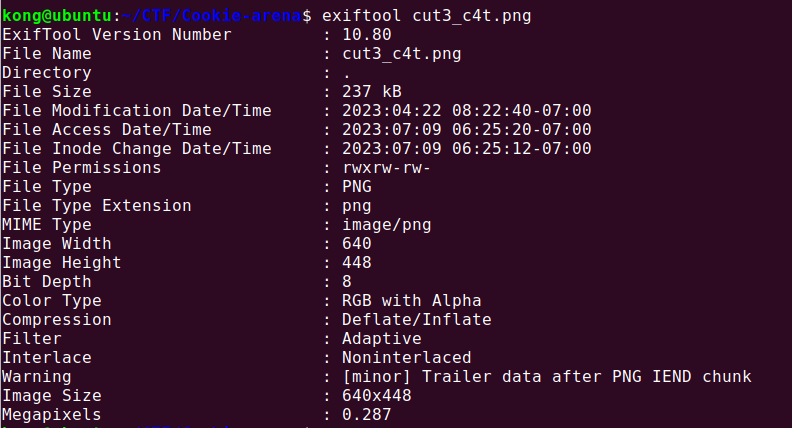 kong@ubuntu:~/CTF/Cookie-arena$ exiftool cut3_c4t.png
ExifTool Version Number         : 10.80
File Name                       : cut3_c4t.png
Directory                       : .
File Size                       : 237 kB
File Modification Date/Time     : 2023:04:22 08:22:40-07:00
File Access Date/Time           : 2023:07:09 06:25:20-07:00
File Inode Change Date/Time     : 2023:07:09 06:25:12-07:00
File Permissions                : rwxrw-rw-
File Type                       : PNG
File Type Extension             : png
MIME Type                       : image/png
Image Width                     : 640
Image Height                    : 448
Bit Depth                       : 8
Color Type                      : RGB with Alpha
Compression                     : Deflate/Inflate
Filter                          : Adaptive
Interlace                       : Noninterlaced
Warning                         : [minor] Trailer data after PNG IEND chunk
Image Size                      : 640x448
Megapixels                      : 0.287